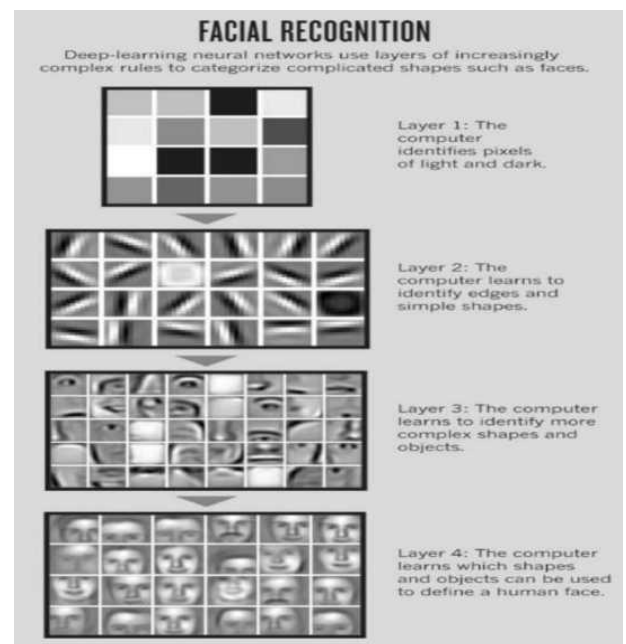 FACIAL RECOGNITION
Deep-learning neural networks use layers of increasingly
complex rules to categorize complicated shapes such as faces.
Layer 1: The
computer
identifies pixels
of light and dark.
Layer 2: The
computer learns to
identify edges and
simple shapes.
Layer 3: The computer
learns to identify more
complex shapes and
objects.
Layer 4: The computer
learns which shapes
and objects can be used
to define a human face.